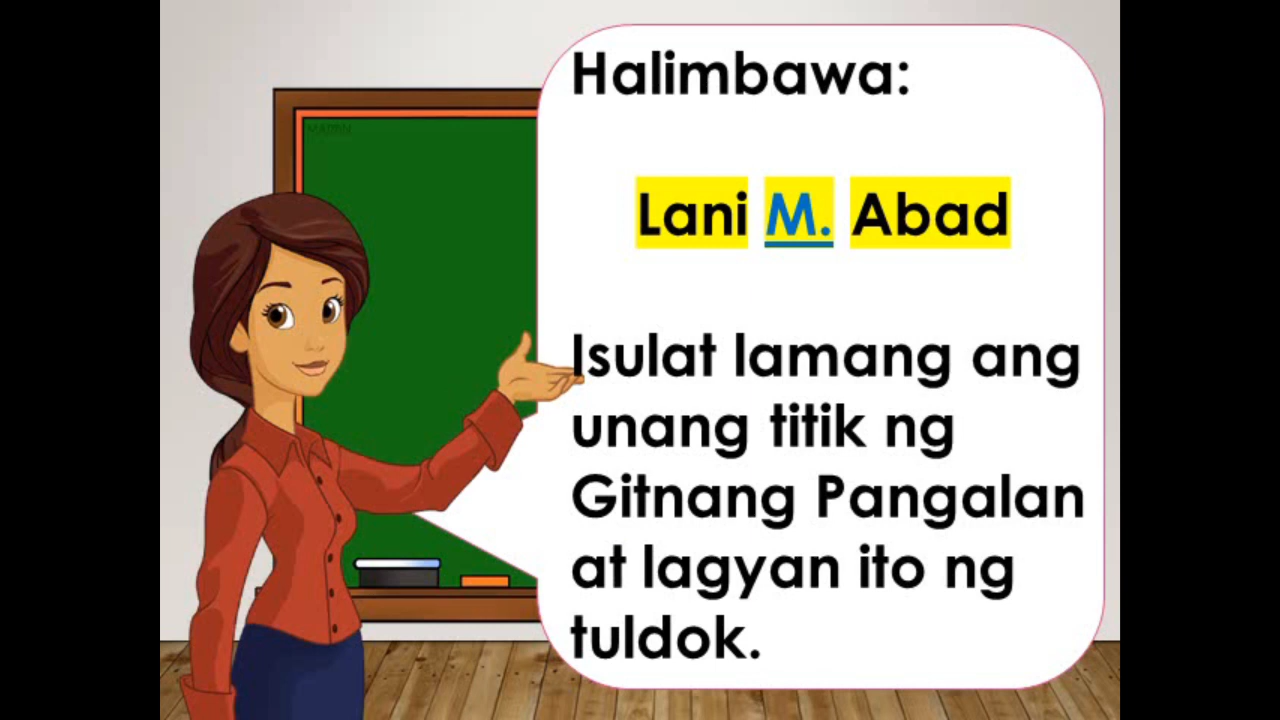 Halimbawa:
Lani M. Abad
Isulat lamang ang
unang titik ng
Gitnang Pangalan
at lagyan ito ng
tuldok.